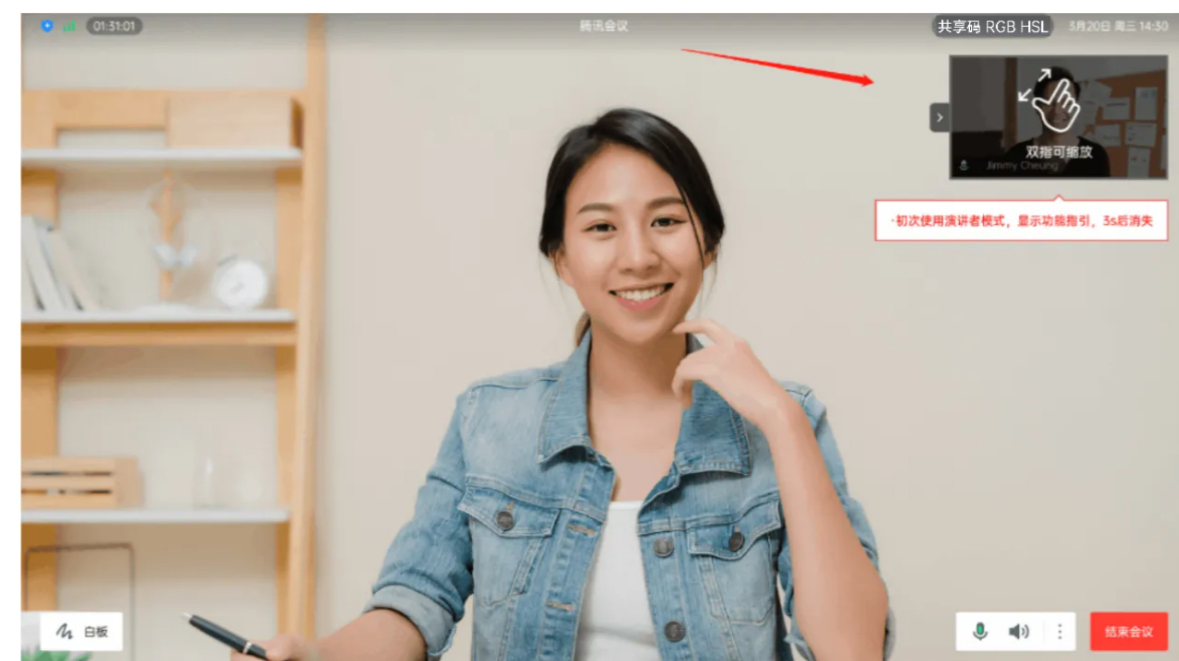 01:31:01
腾讯会议
共享码 RGB HSL
3月20日 周三 14:30
双指可缩放
Jimmy Cheung
·初次使用演讲者模式，显示功能指引，3s后消失
白板
结束会议